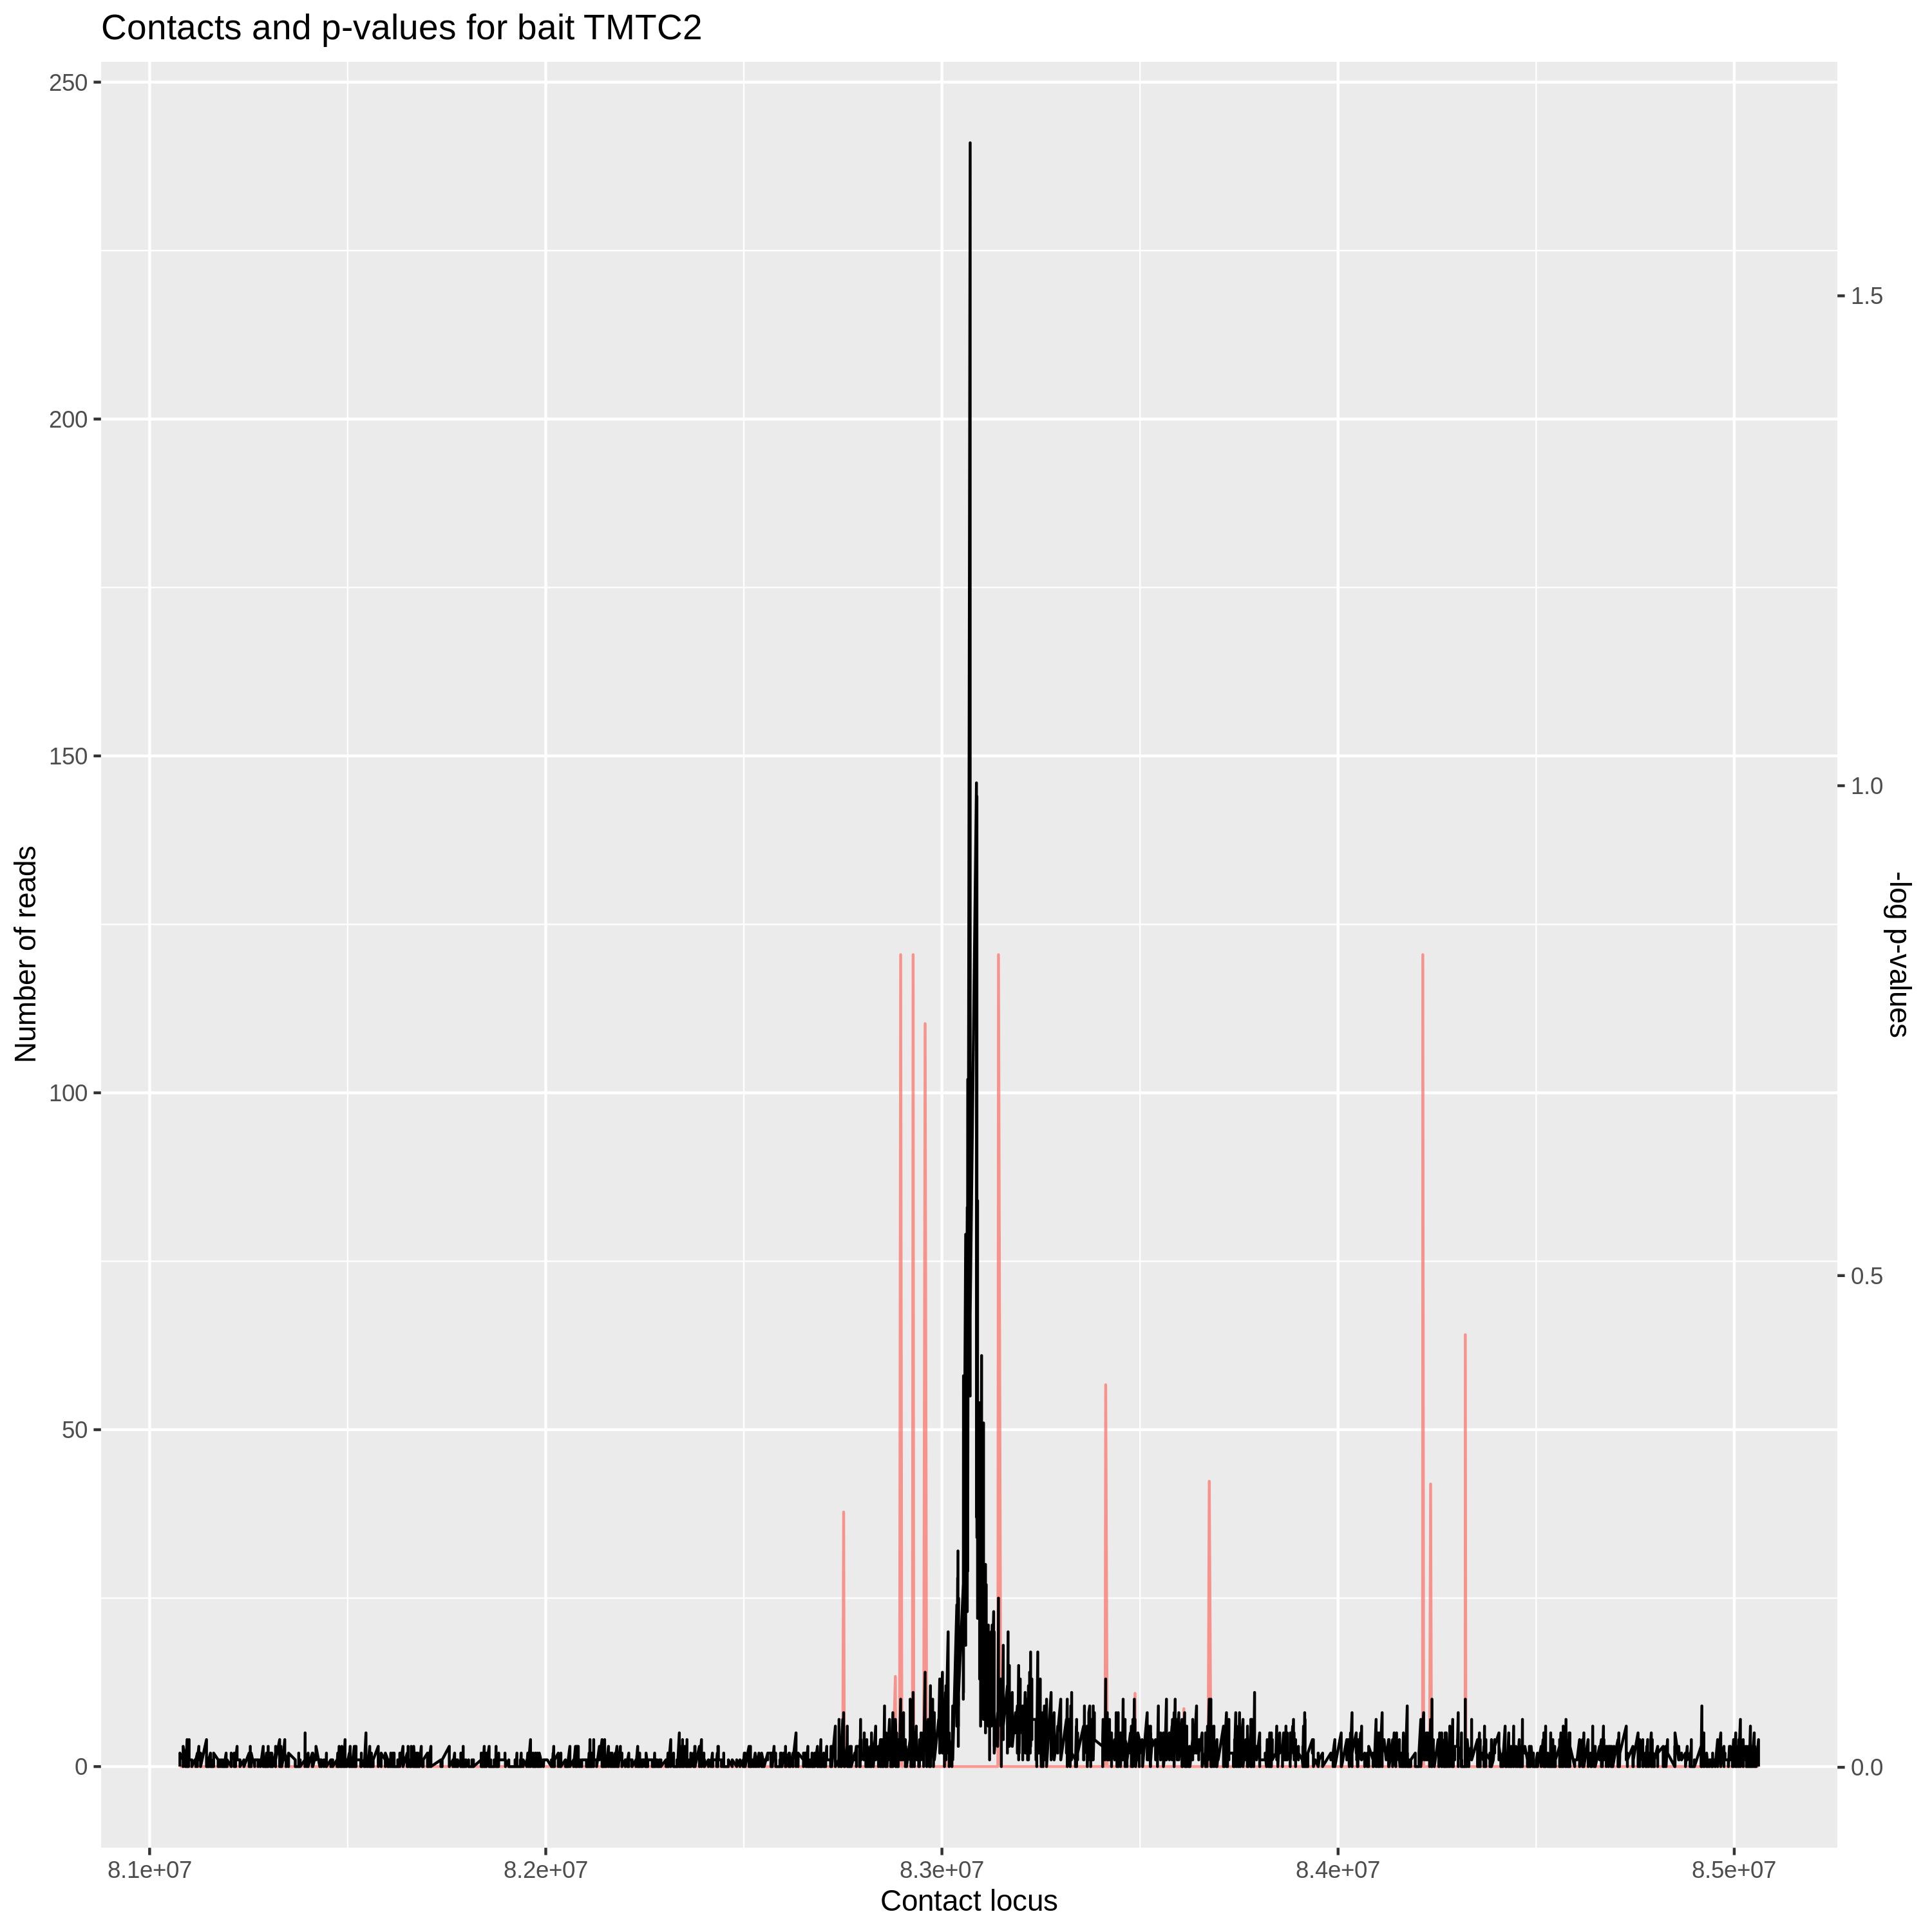 Contacts and p-values for bait TMTC2
250
200
150
100
50
0
Number of reads
1.5
1.0
0.5
0.0
-log p-values
8.1e+07 8.2e+07 8.3e+07 8.4e+07 8.5e+07
Contact locus